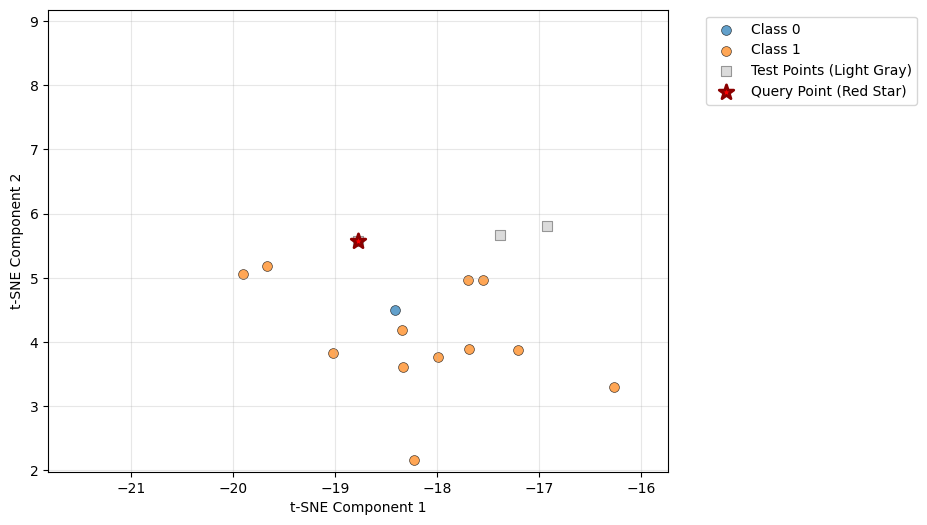 Class 0
Class 1
Test Points (Light Gray)
Query Point (Red Star)
t-SNE Component 2
9
8
7
6
5
4
3
2
−21
−20
−19
−18
−17
−16
t-SNE Component 1